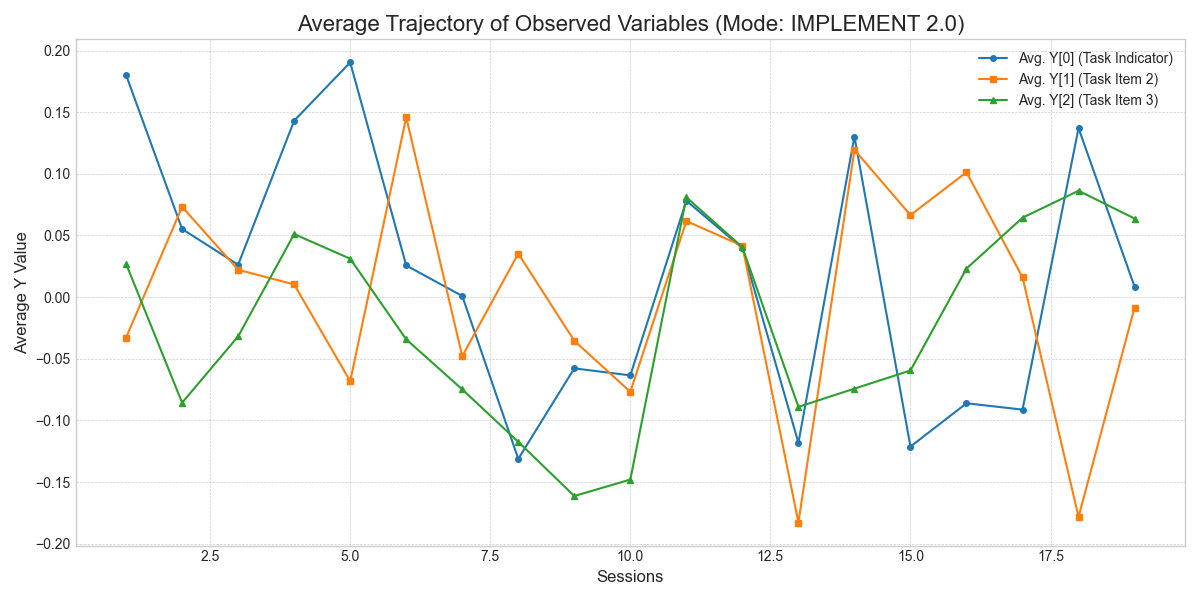 Average Trajectory of Observed Variables (Mode: IMPLEMENT 2.0)
Avg. Y[0] (Task Indicator)
Avg. Y[1] (Task Item 2)
Avg. Y[2] (Task Item 3)
Average Y Value
0.20
0.15
0.10
0.05
0.00
−0.05
−0.10
−0.15
−0.20
2.5 5.0 7.5 10.0 12.5 15.0 17.5
Sessions